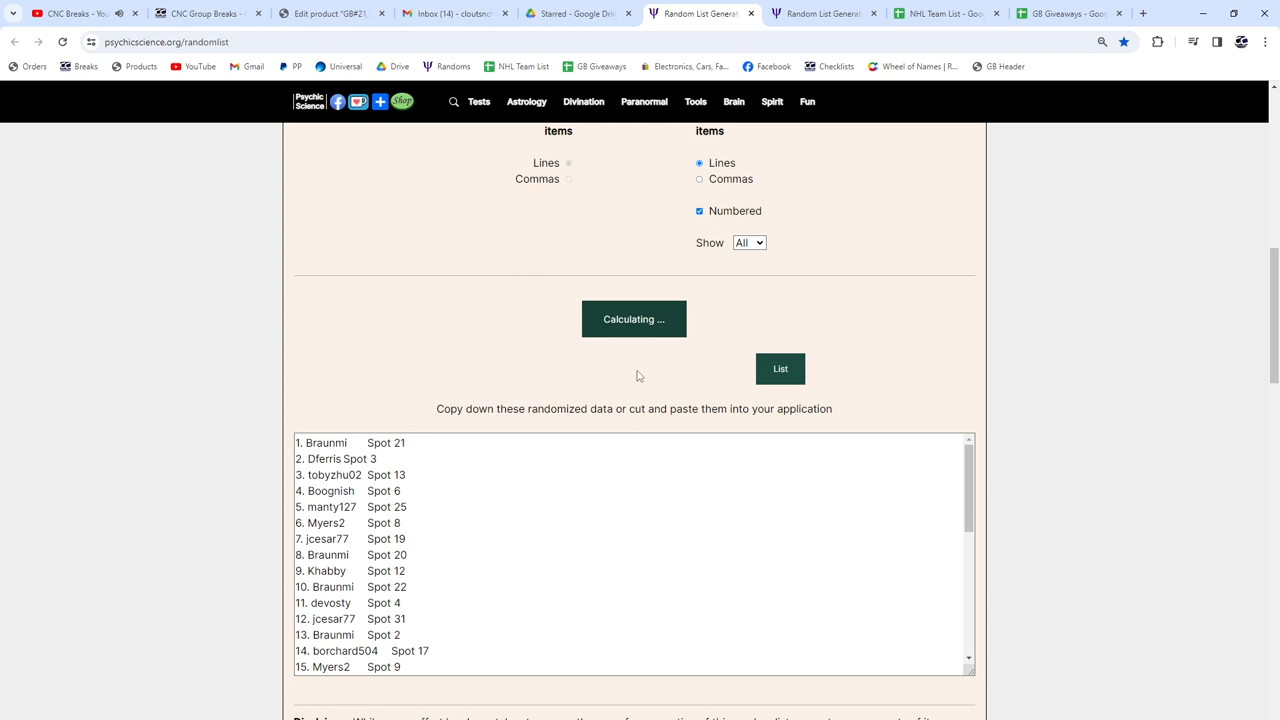 CNC Breaks - You
CNC Group Breaks -
Edit product "GB#21,
Inbox (14) - cloutsnch
Starred - Google Driv
Random List Generat
Random List Generat
NHL Team List - Goog
GB Giveaways - Goog
psychicscience.org/randomlist
Orders
Breaks
Products
YouTube
Gmail
PP
Universal
Drive
Randoms
NHL Team List
GB Giveaways
Electronics, Cars, Fa...
Facebook
Checklists
Wheel of Names | R...
GB Header
Psychic Science
Shop
Tests
Astrology
Divination
Paranormal
Tools
Brain
Spirit
Fun
items items
Lines Lines
Commas Commas
Numbered
Show All
Calculating ...
List
Copy down these randomized data or cut and paste them into your application
1. Braunmi Spot 21
2. Dferris Spot 3
3. tobyzhu02 Spot 13
4. Boognish Spot 6
5. manty127 Spot 25
6. Myers2 Spot 8
7. jcesar77 Spot 19
8. Braunmi Spot 20
9. Khabby Spot 12
10. Braunmi Spot 22
11. devosty Spot 4
12. jcesar77 Spot 31
13. Braunmi Spot 2
14. borchard504 Spot 17
15. Myers2 Spot 9